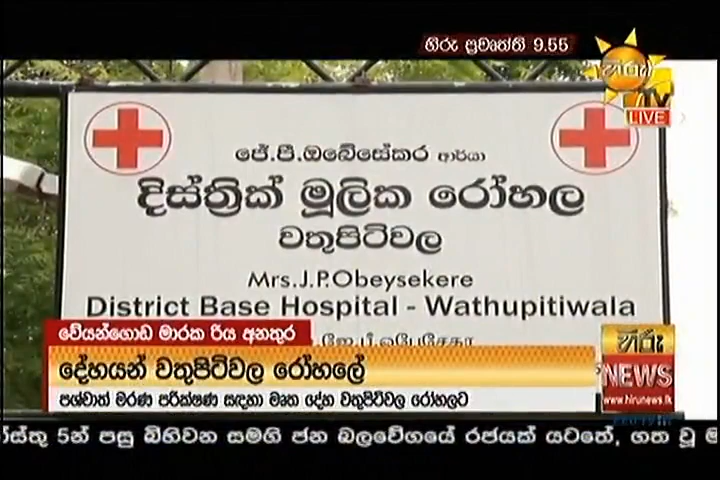 හිරු ප්‍රවෘත්ති 9.55
හිරු
TV
LIVE
ජේ.පී.ඔබේසේකර ආර්යා
දිස්ත්‍රික් මූලික රෝහල
වතුපිටිවල
Mrs.J.P.Obeysekere
District Base Hospital - Wathupitiwala
වේයන්ගොඩ මාරක රිය අනතුර
දේහයන් වතුපිටිවල රෝහලේ
පශ්චාත් මරණ පරීක්ෂණ සඳහා මෘත දේහ වතුපිටිවල රෝහලට
හිරු
NEWS
www.hirunews.lk
ස්තු 5න් පසු බිහිවන සමගි ජන බලවේගයේ රජයක් යටතේ, ගත වූ